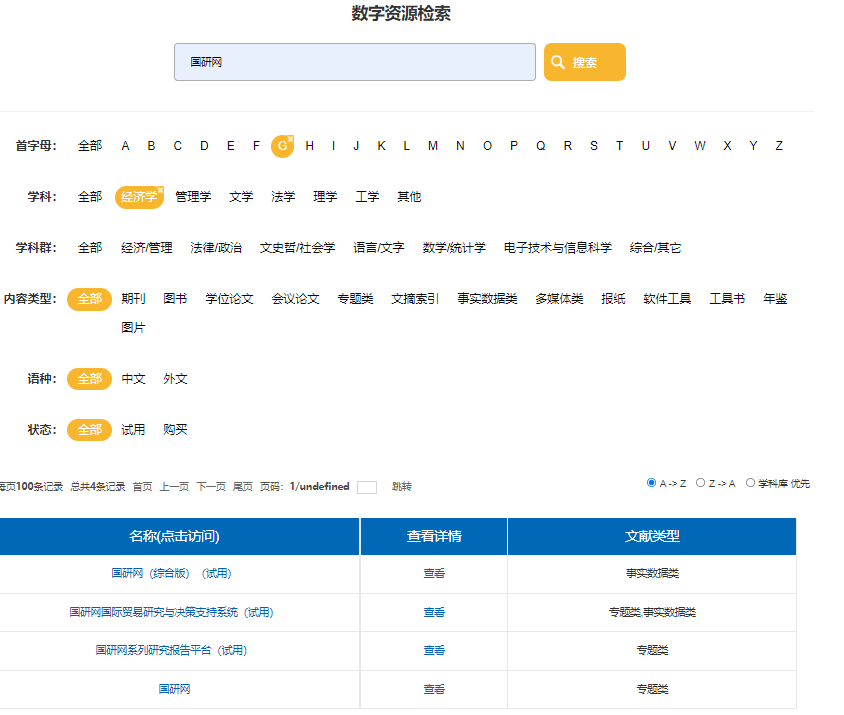 数字资源检索
国研网 搜索
首字母： 全部 A B C D E F G H I J K L M N O P Q R S T U V W X Y Z
学科： 全部 经济学 管理学 文学 法学 理学 工学 其他
学科群： 全部 经济/管理 法律/政治 文史哲/社会学 语言/文字 数学/统计学 电子技术与信息科学 综合/其它
内容类型： 全部 期刊 图书 学位论文 会议论文 专题类 文摘索引 事实数据类 多媒体类 报纸 软件工具 工具书 年鉴
图片
语种： 全部 中文 外文
状态： 全部 试用 购买
每页100条记录 总共4条记录 首页 上一页 下一页 尾页 页码： 1/undefined 跳转 A -> Z Z -> A 学科库 优先
名称(点击访问) 查看详情 文献类型
国研网（综合版）（试用） 查看 事实数据类
国研网国际贸易研究与决策支持系统（试用） 查看 专题类,事实数据类
国研网系列研究报告平台（试用） 查看 专题类
国研网 查看 专题类